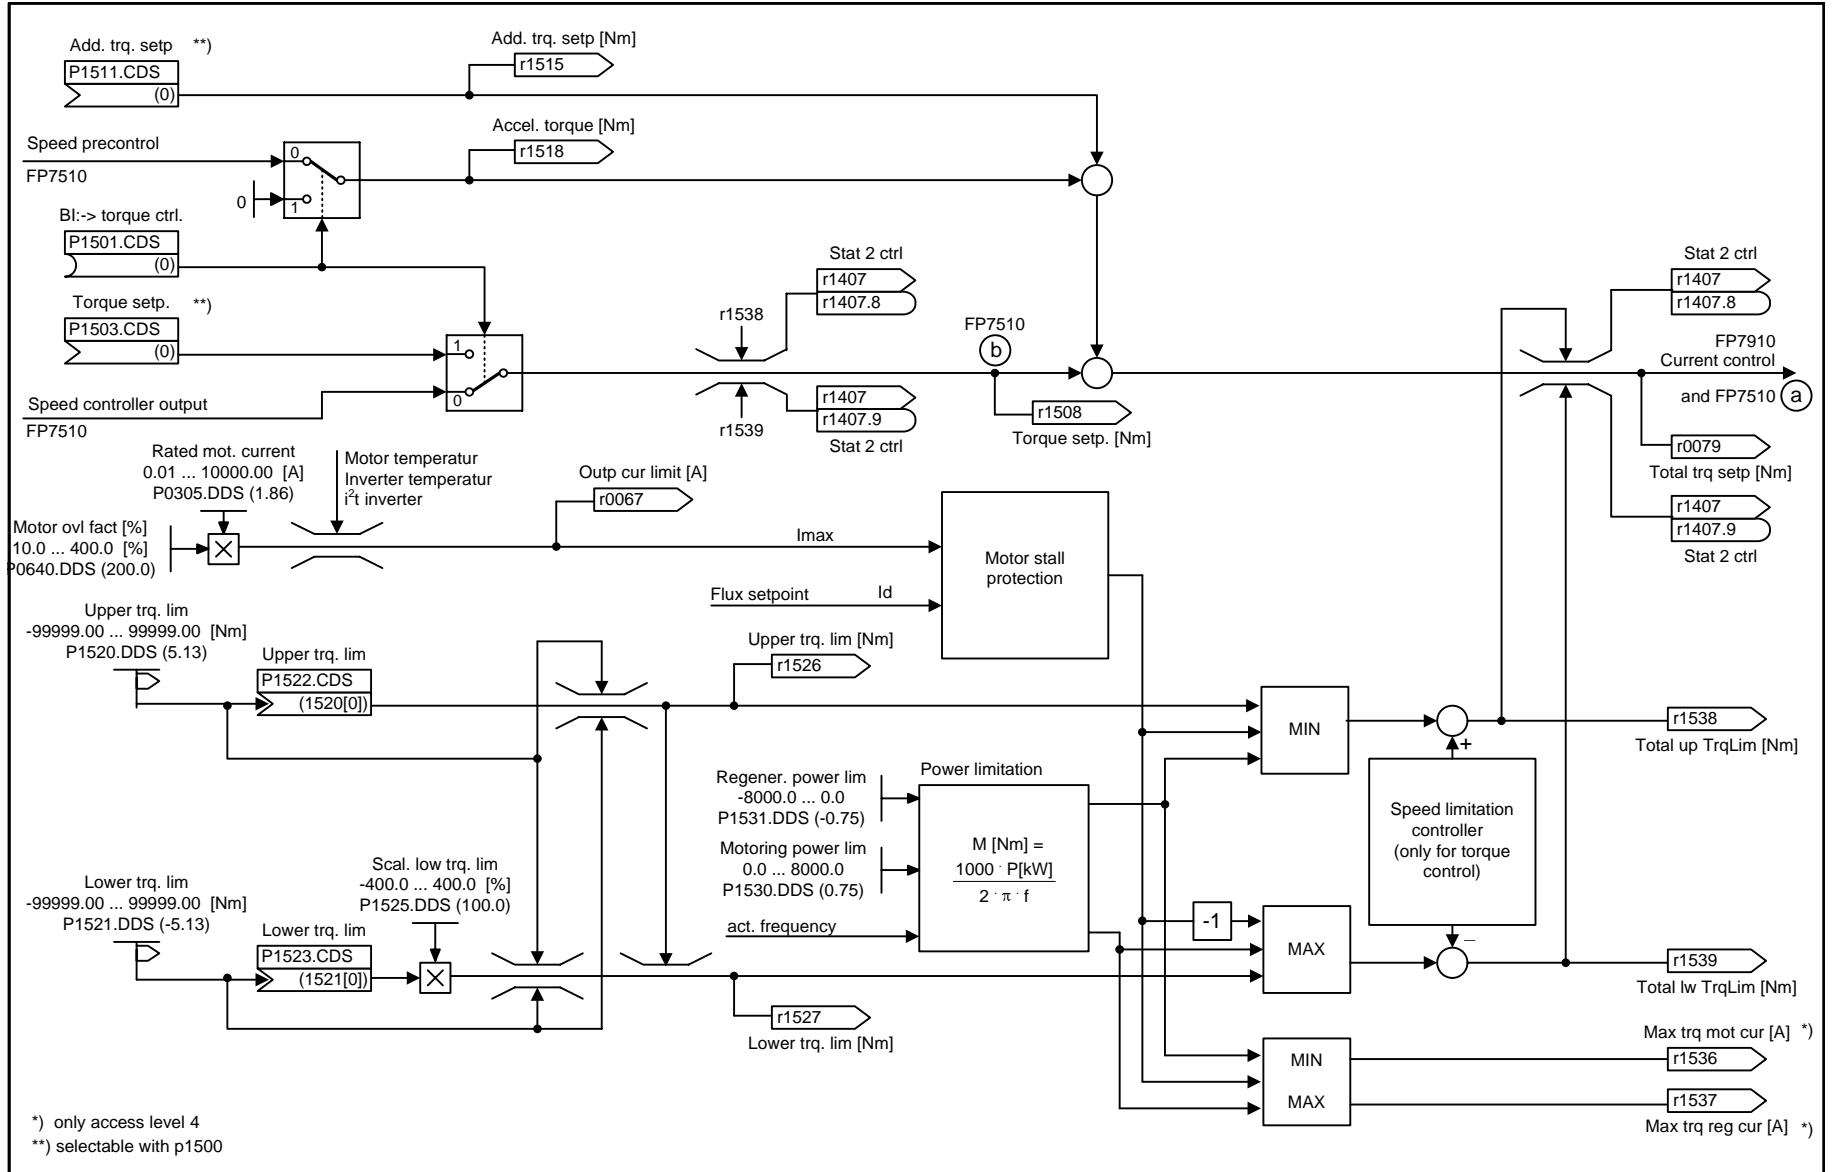 Add. trq. setp **)
P1511.CDS
(0)
Add. trq. setp [Nm]
r1515
Speed precontrol
FP7510
0
1
0
Accel. torque [Nm]
r1518
BI:-> torque ctrl.
P1501.CDS
(0)
Torque setp. **)
P1503.CDS
(0)
Speed controller output
FP7510
1
0
r1538
r1539
Stat 2 ctrl
r1407
r1407.8
r1407
r1407.9
Stat 2 ctrl
FP7510
b
r1508
Torque setp. [Nm]
Stat 2 ctrl
r1407
r1407.8
FP7910
Current control
and FP7510 a
r0079
Total trq setp [Nm]
r1407
r1407.9
Stat 2 ctrl
Rated mot. current
0.01 ... 10000.00 [A]
P0305.DDS (1.86)
Motor ovl fact [%]
10.0 ... 400.0 [%]
P0640.DDS (200.0)
×
Motor temperatur
Inverter temperatur
i²t inverter
Outp cur limit [A]
r0067
Imax
Flux setpoint Id
Motor stall
protection
Upper trq. lim
-99999.00 ... 99999.00 [Nm]
P1520.DDS (5.13)
Upper trq. lim
P1522.CDS
(1520[0])
Upper trq. lim [Nm]
r1526
MIN
+
r1538
Total up TrqLim [Nm]
Regener. power lim
-8000.0 ... 0.0
P1531.DDS (-0.75)
Motoring power lim
0.0 ... 8000.0
P1530.DDS (0.75)
act. frequency
Power limitation
M [Nm] =
1000 · P[kW]
2 · π · f
Speed limitation
controller
(only for torque
control)
Lower trq. lim
-99999.00 ... 99999.00 [Nm]
P1521.DDS (-5.13)
Scal. low trq. lim
-400.0 ... 400.0 [%]
P1525.DDS (100.0)
Lower trq. lim
P1523.CDS
(1521[0])
×
r1527
Lower trq. lim [Nm]
-1
MAX
–
r1539
Total lw TrqLim [Nm]
MIN
MAX
Max trq mot cur [A] *)
r1536
r1537
Max trq reg cur [A] *)
*) only access level 4
**) selectable with p1500